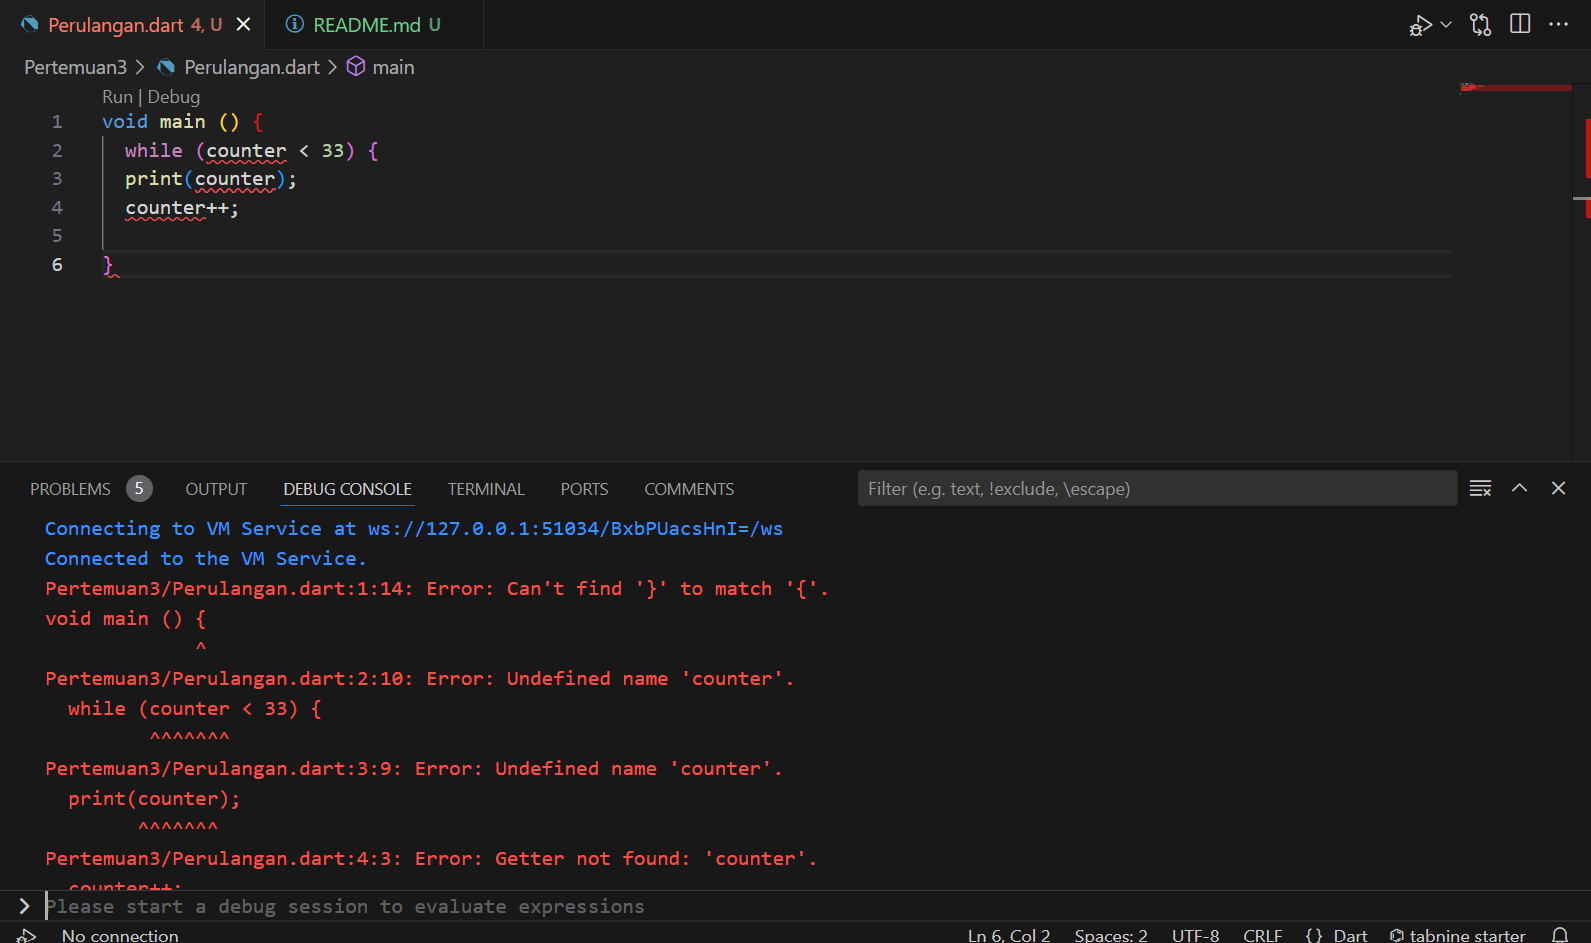 Perulangan.dart 4, U
README.md U
Pertemuan3 > Perulangan.dart > main
Run | Debug
1 void main () {
2 while (counter < 33) {
3 print(counter);
4 counter++;
5
6 }
PROBLEMS 5 OUTPUT DEBUG CONSOLE TERMINAL PORTS COMMENTS Filter (e.g. text, !exclude, \escape)
Connecting to VM Service at ws://127.0.0.1:51034/BxbPUacsHnI=/ws
Connected to the VM Service.
Pertemuan3/Perulangan.dart:1:14: Error: Can't find '}' to match '{'.
void main () {
^
Pertemuan3/Perulangan.dart:2:10: Error: Undefined name 'counter'.
while (counter < 33) {
^^^^^^^
Pertemuan3/Perulangan.dart:3:9: Error: Undefined name 'counter'.
print(counter);
^^^^^^^
Pertemuan3/Perulangan.dart:4:3: Error: Getter not found: 'counter'.
counter++;
> Please start a debug session to evaluate expressions
No connection Ln 6, Col 2 Spaces: 2 UTF-8 CRLF {} Dart tabnine starter